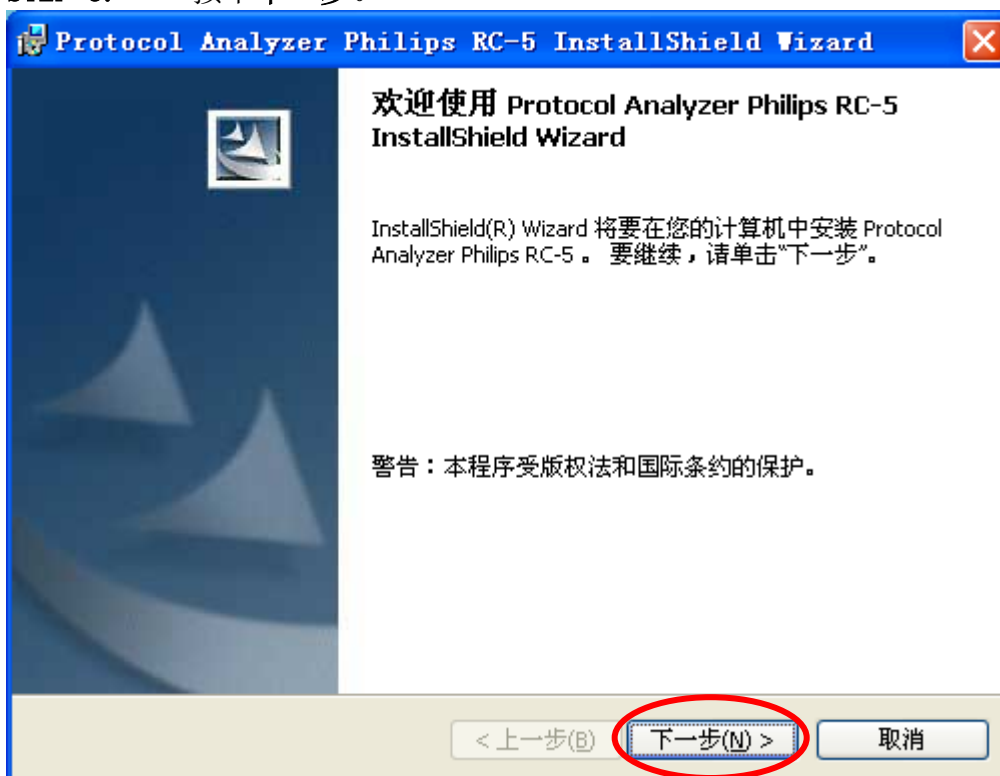 Protocol Analyzer Philips RC-5 InstallShield Wizard
欢迎使用 Protocol Analyzer Philips RC-5
InstallShield Wizard
InstallShield(R) Wizard 将要在您的计算机中安装 Protocol
Analyzer Philips RC-5 。 要继续，请单击“下一步”。
警告：本程序受版权法和国际条约的保护。
< 上一步(B)
下一步(N) >
取消